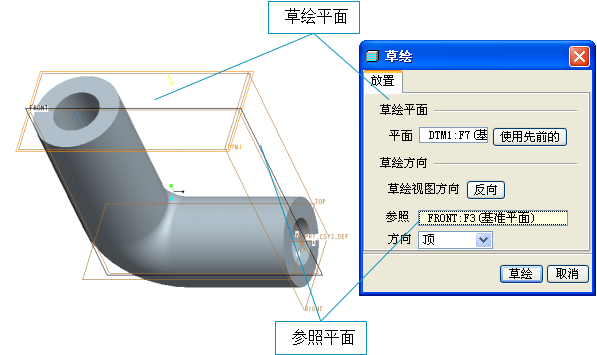 草绘平面
草绘
放置
草绘平面
平面 DTM1:F7(基 使用先前的
草绘方向
草绘视图方向 反向
参照 FRONT:F3(基准平面)
方向 顶
草绘 取消
FRONT
TOP
PRT_CSYS_DEF
RIGHT
参照平面